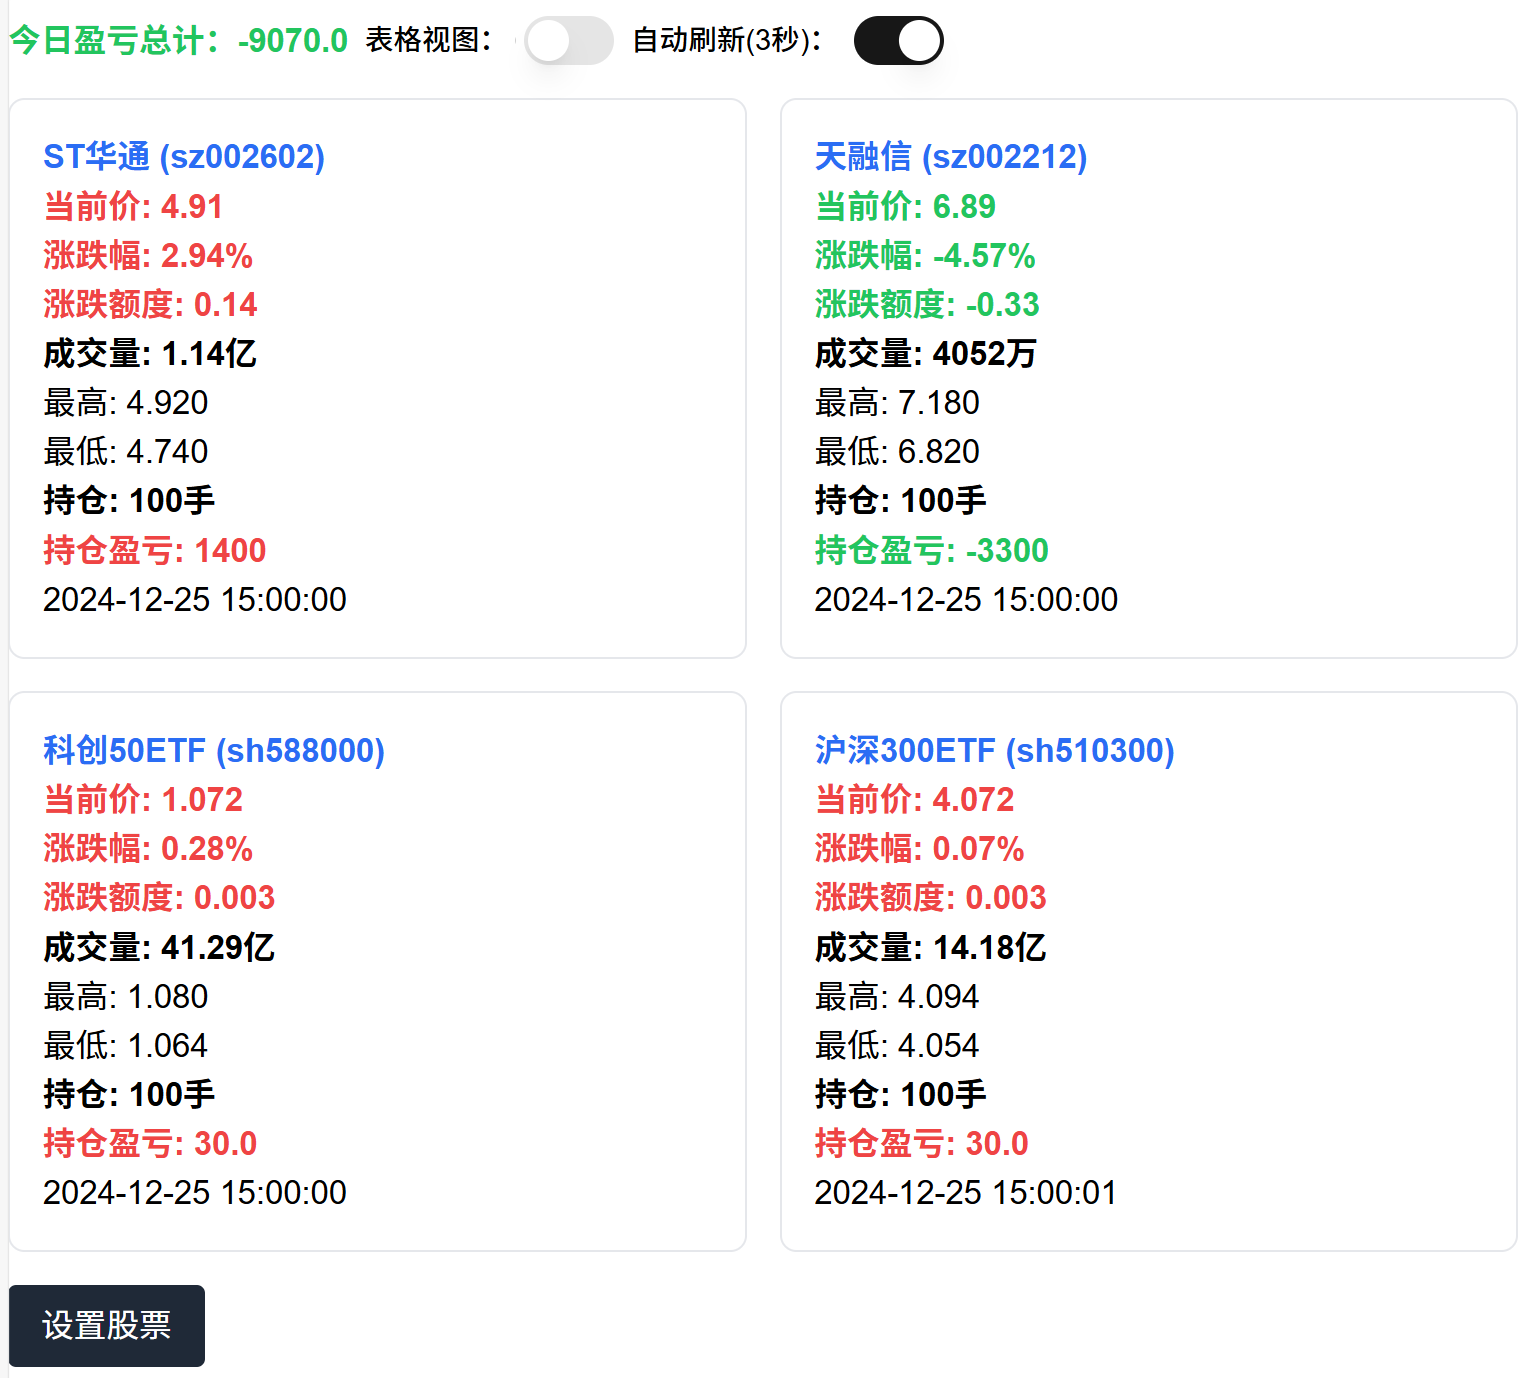 今日盈亏总计：-9070.0 表格视图： 自动刷新(3秒)：
ST华通 (sz002602)
当前价: 4.91
涨跌幅: 2.94%
涨跌额度: 0.14
成交量: 1.14亿
最高: 4.920
最低: 4.740
持仓: 100手
持仓盈亏: 1400
2024-12-25 15:00:00
天融信 (sz002212)
当前价: 6.89
涨跌幅: -4.57%
涨跌额度: -0.33
成交量: 4052万
最高: 7.180
最低: 6.820
持仓: 100手
持仓盈亏: -3300
2024-12-25 15:00:00
科创50ETF (sh588000)
当前价: 1.072
涨跌幅: 0.28%
涨跌额度: 0.003
成交量: 41.29亿
最高: 1.080
最低: 1.064
持仓: 100手
持仓盈亏: 30.0
2024-12-25 15:00:00
沪深300ETF (sh510300)
当前价: 4.072
涨跌幅: 0.07%
涨跌额度: 0.003
成交量: 14.18亿
最高: 4.094
最低: 4.054
持仓: 100手
持仓盈亏: 30.0
2024-12-25 15:00:01
设置股票